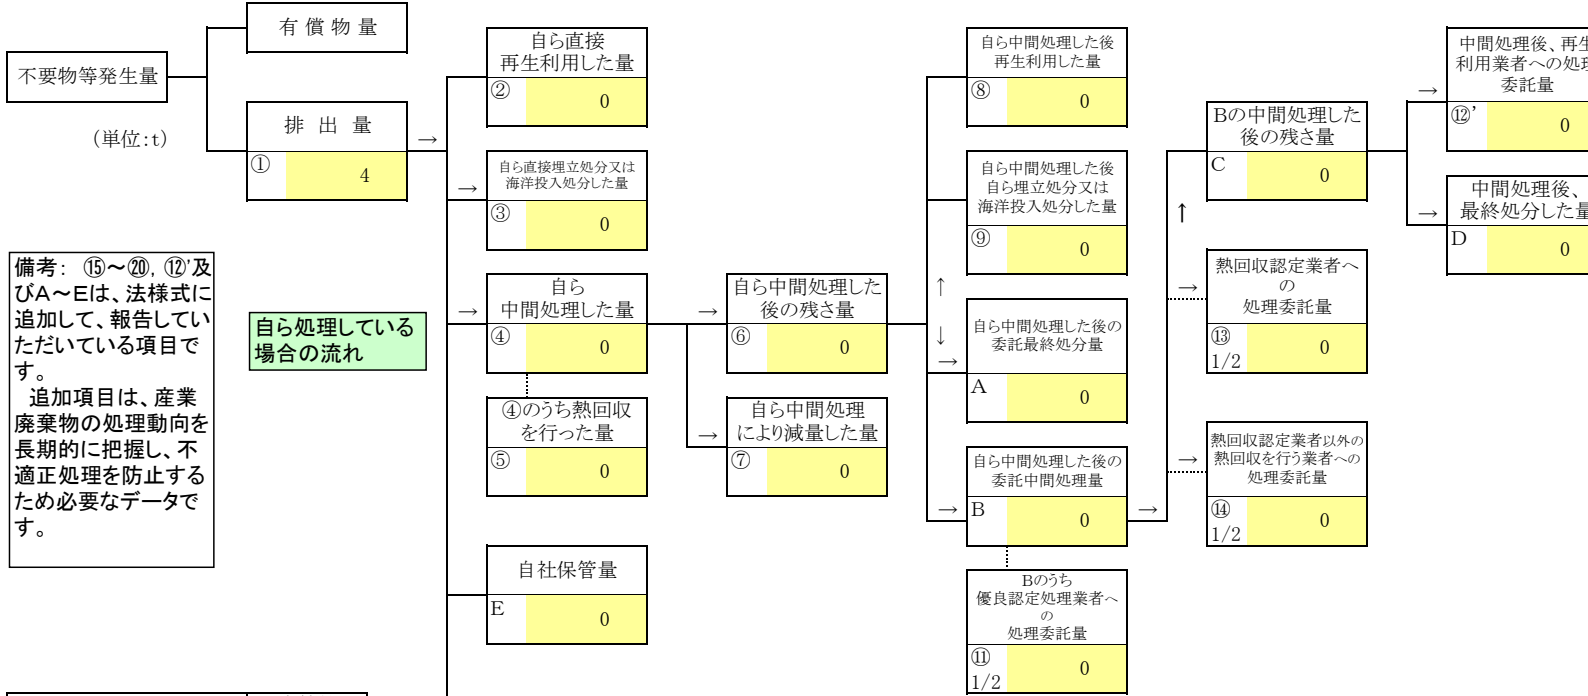 有 償 物 量
不要物等発生量
（単位:t）
排 出 量
①
4
→
自ら直接
再生利用した量
②
0
→
自ら直接埋立処分又は
海洋投入処分した量
③
0
→
自ら
中間処理した量
④
0
④のうち熱回収
を行った量
⑤
0
自社保管量
E
0
備考： ⑮～⑳, ⑫'及
びA～Eは、法様式に
追加して、報告してい
ただいている項目で
す。
追加項目は、産業
廃棄物の処理動向を
長期的に把握し、不
適正処理を防止する
ため必要なデータで
す。
自ら処理している
場合の流れ
→
自ら中間処理した
後の残さ量
⑥
0
→
自ら中間処理
により減量した量
⑦
0
自ら中間処理した後
再生利用した量
⑧
0
自ら中間処理した後
自ら埋立処分又は
海洋投入処分した量
⑨
0
↑
↓
→
自ら中間処理した後の
委託最終処分量
A
0
→
自ら中間処理した後の
委託中間処理量
B
0
→
Bのうち
優良認定処理業者へ
の
処理委託量
⑪
1/2
0
Bの中間処理した
後の残さ量
C
0
↑
→
熱回収認定業者へ
の
処理委託量
⑬
1/2
0
→
熱回収認定業者以外の
熱回収を行う業者への
処理委託量
⑭
1/2
0
→
中間処理後、再生
利用業者への処理
委託量
⑫'
0
→
中間処理後、
最終処分した量
D
0